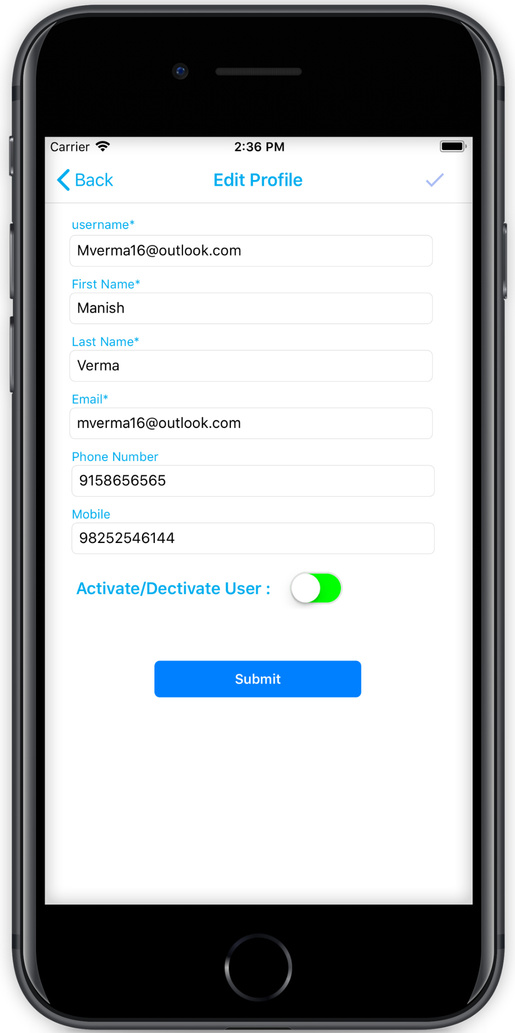 Carrier 2:36 PM
Back Edit Profile
username*
Mverma16@outlook.com
First Name*
Manish
Last Name*
Verma
Email*
mverma16@outlook.com
Phone Number
9158656565
Mobile
98252546144
Activate/Dectivate User :
Submit